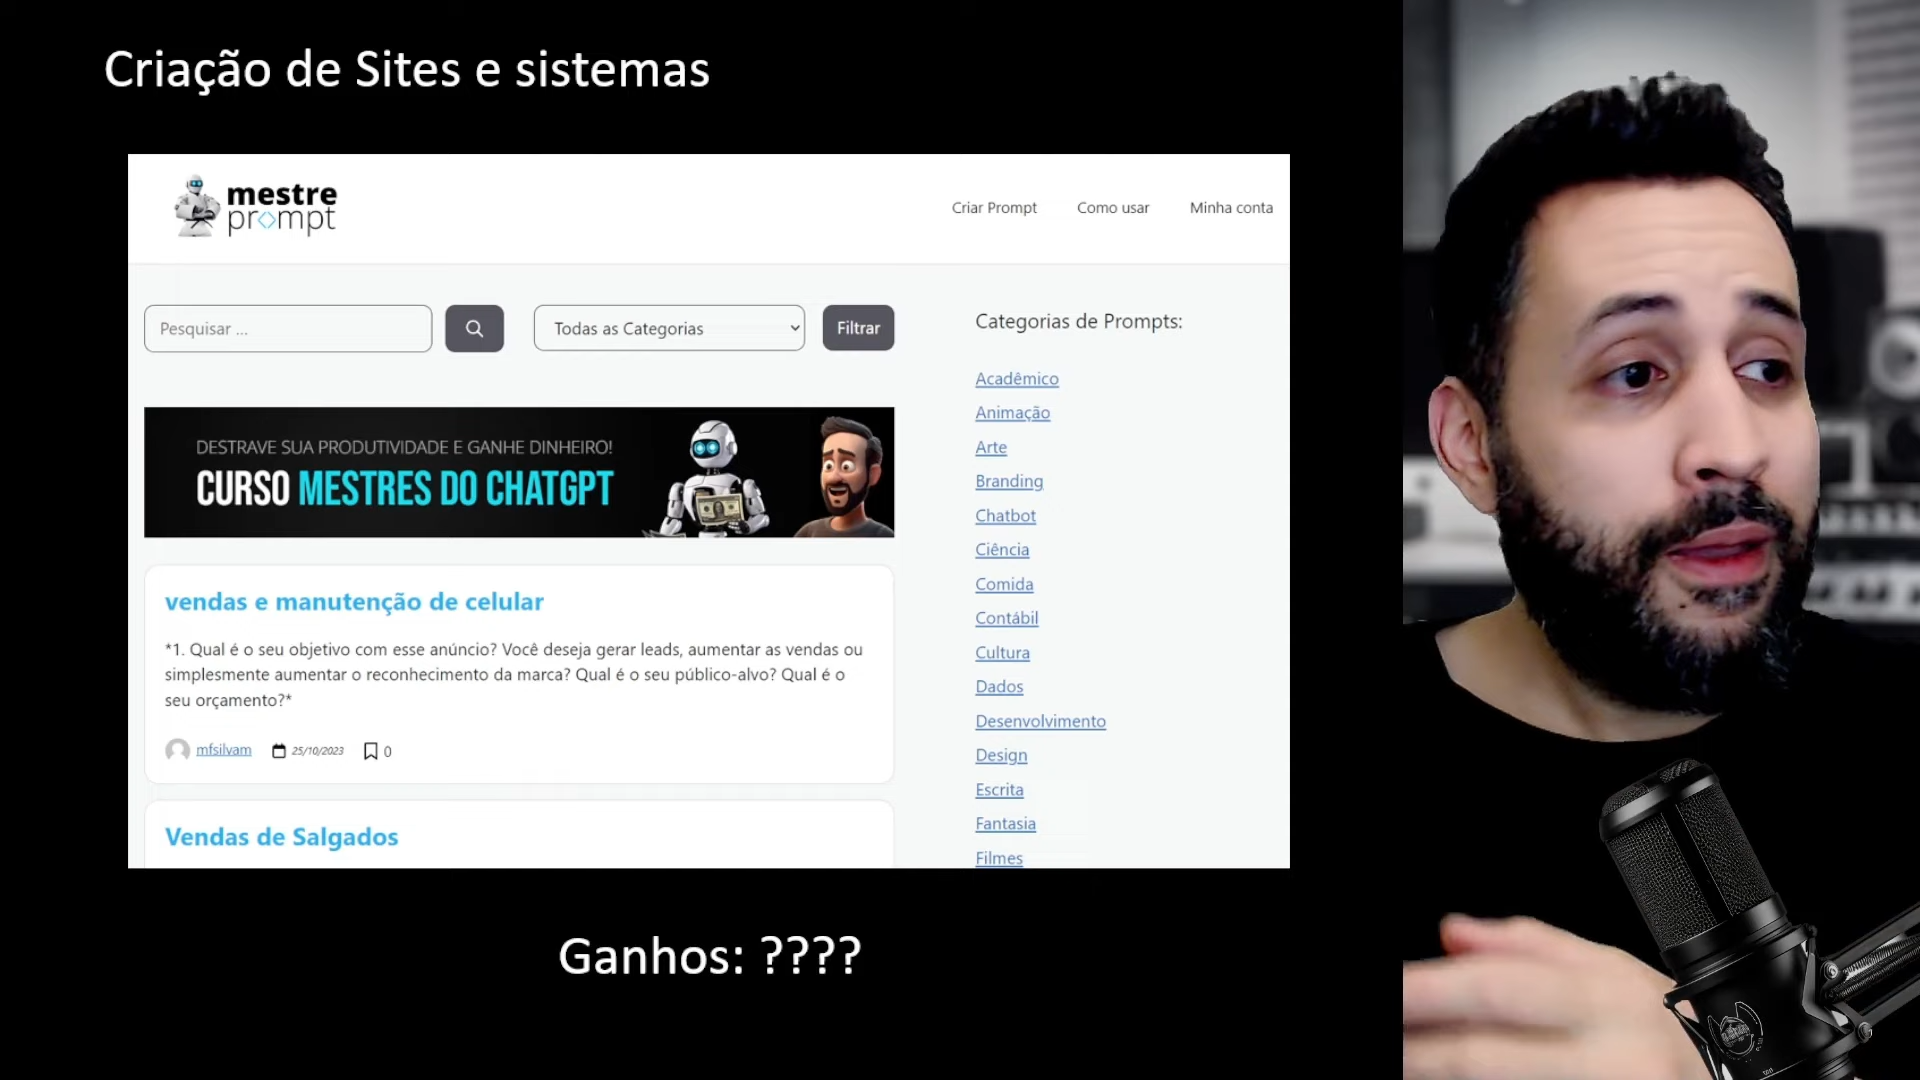 Criação de Sites e sistemas
mestre
prompt
Criar Prompt
Como usar
Minha conta
Pesquisar ...
Todas as Categorias
Filtrar
DESTRAVE SUA PRODUTIVIDADE E GANHE DINHEIRO!
CURSO MESTRES DO CHATGPT
vendas e manutenção de celular
*1. Qual é o seu objetivo com esse anúncio? Você deseja gerar leads, aumentar as vendas ou
simplesmente aumentar o reconhecimento da marca? Qual é o seu público-alvo? Qual é o
seu orçamento?*
mfsilvam 25/10/2023 0
Vendas de Salgados
Categorias de Prompts:
Acadêmico
Animação
Arte
Branding
Chatbot
Ciência
Comida
Contábil
Cultura
Dados
Desenvolvimento
Design
Escrita
Fantasia
Filmes
Ganhos: ????